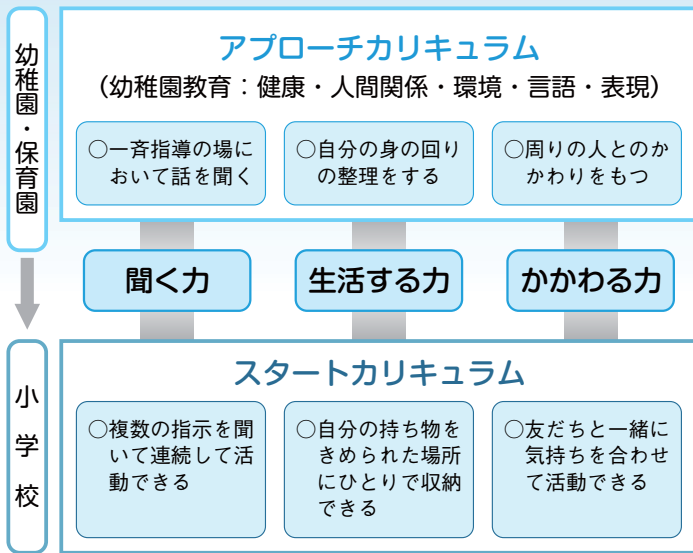 幼稚園・保育園
アプローチカリキュラム
(幼稚園教育:健康・人間関係・環境・言語・表現)
○一斉指導の場に
おいて話を聞く
○自分の身の回り
の整理をする
○周りの人とのか
かわりをもつ
聞く力
生活する力
かかわる力
小学校
スタートカリキュラム
○複数の指示を聞
いて連続して活
動できる
○自分の持ち物を
きめられた場所
にひとりで収納
できる
○友だちと一緒に
気持ちを合わせ
て活動できる